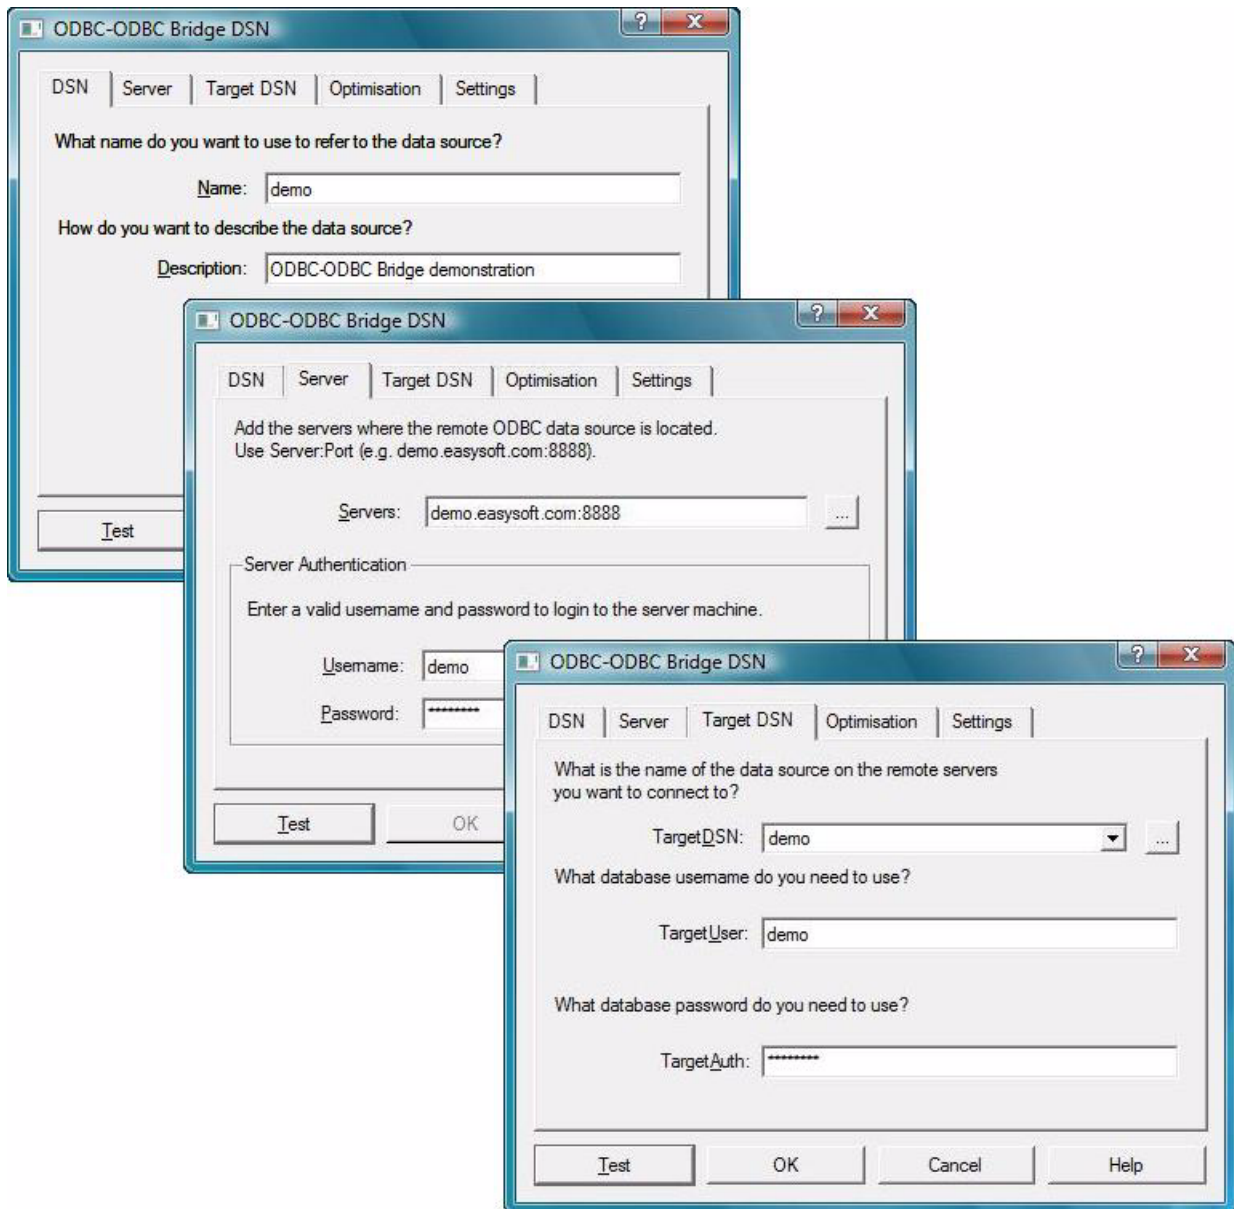 ODBC-ODBC Bridge DSN
?
X
DSN Server Target DSN Optimisation Settings
What name do you want to use to refer to the data source?
Name: demo
How do you want to describe the data source?
Description: ODBC-ODBC Bridge demonstration
Test
ODBC-ODBC Bridge DSN
?
X
DSN Server Target DSN Optimisation Settings
Add the servers where the remote ODBC data source is located.
Use Server:Port (e.g. demo.easysoft.com:8888).
Servers: demo.easysoft.com:8888 ...
Server Authentication
Enter a valid username and password to login to the server machine.
Username: demo
Password: ********
Test OK
ODBC-ODBC Bridge DSN
?
X
DSN Server Target DSN Optimisation Settings
What is the name of the data source on the remote servers
you want to connect to?
TargetDSN: demo ...
What database username do you need to use?
TargetUser: demo
What database password do you need to use?
TargetAuth: ********
Test OK Cancel Help